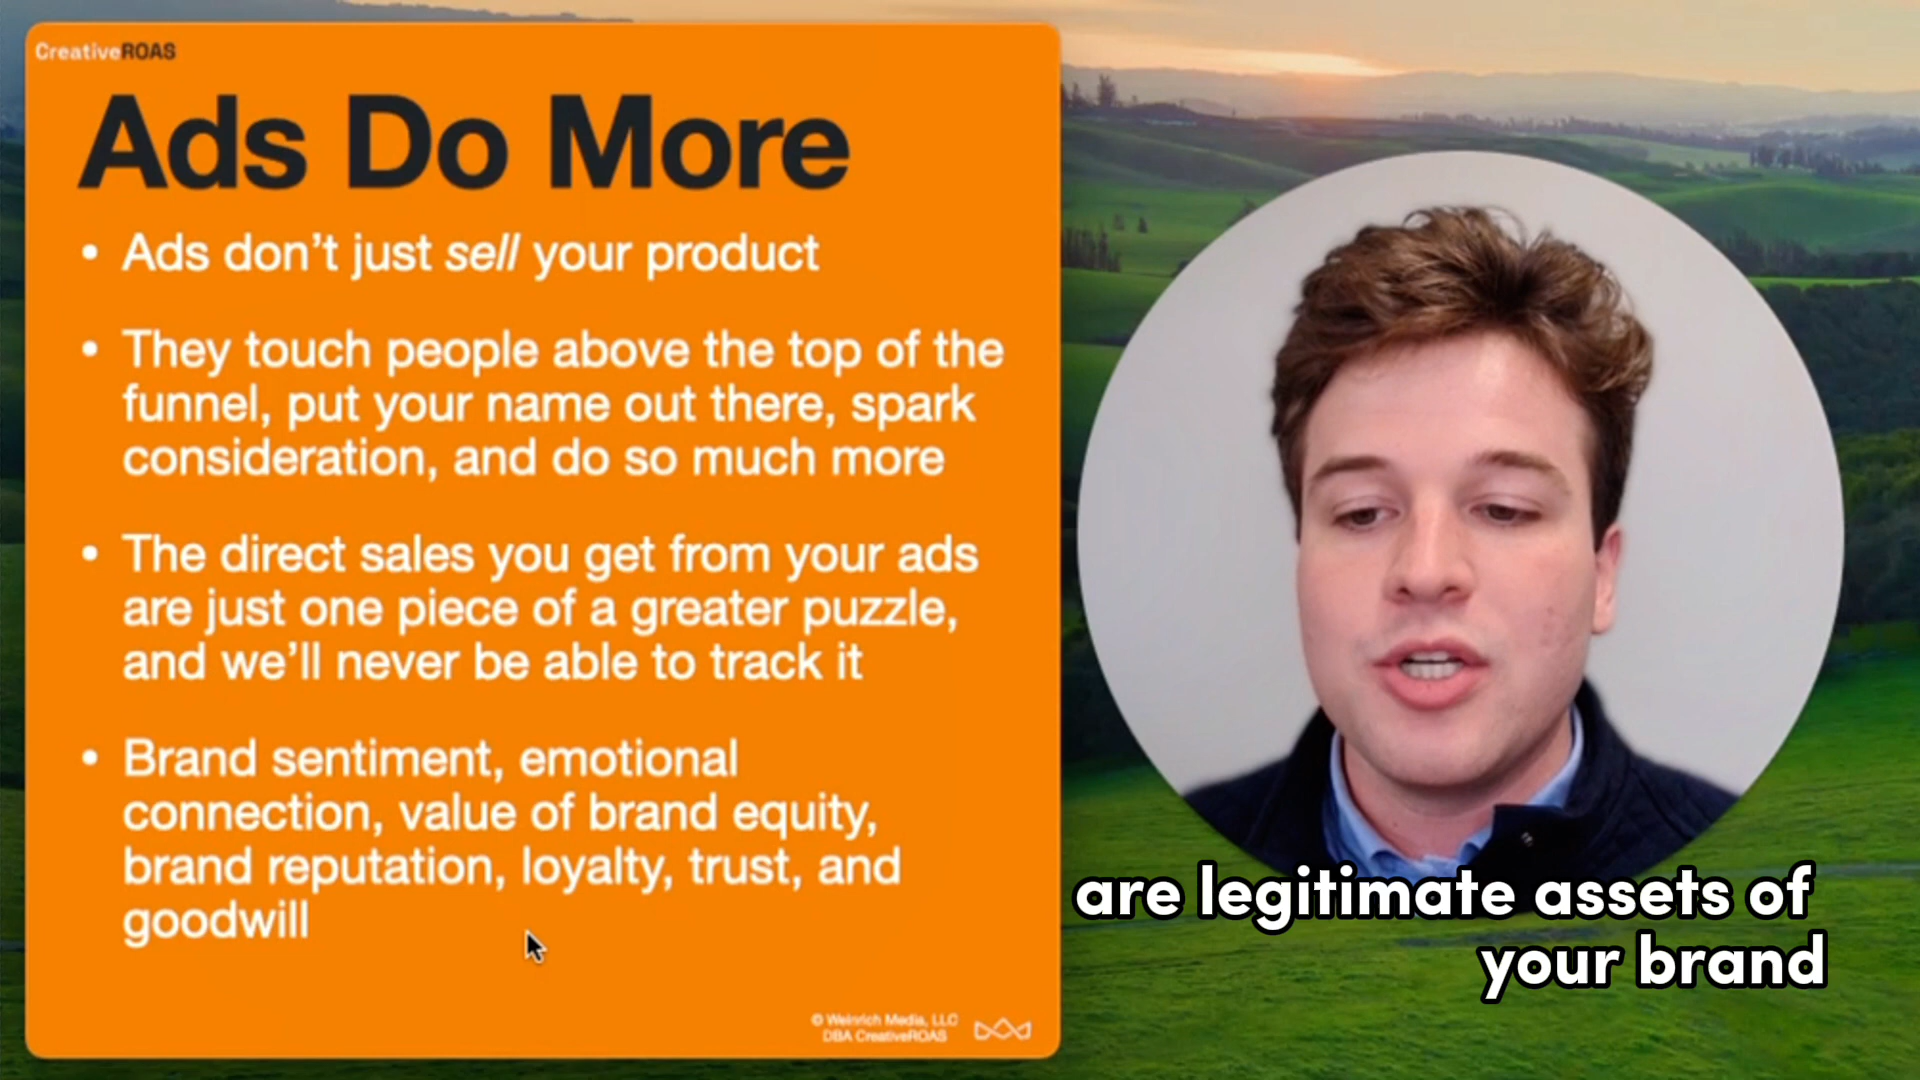 CreativeROAS
Ads Do More
• Ads don't just sell your product
• They touch people above the top of the
funnel, put your name out there, spark
consideration, and do so much more
• The direct sales you get from your ads
are just one piece of a greater puzzle,
and we'll never be able to track it
• Brand sentiment, emotional
connection, value of brand equity,
brand reputation, loyalty, trust, and
goodwill
© Weinrich Media, LLC
DBA CreativeROAS
are legitimate assets of
your brand